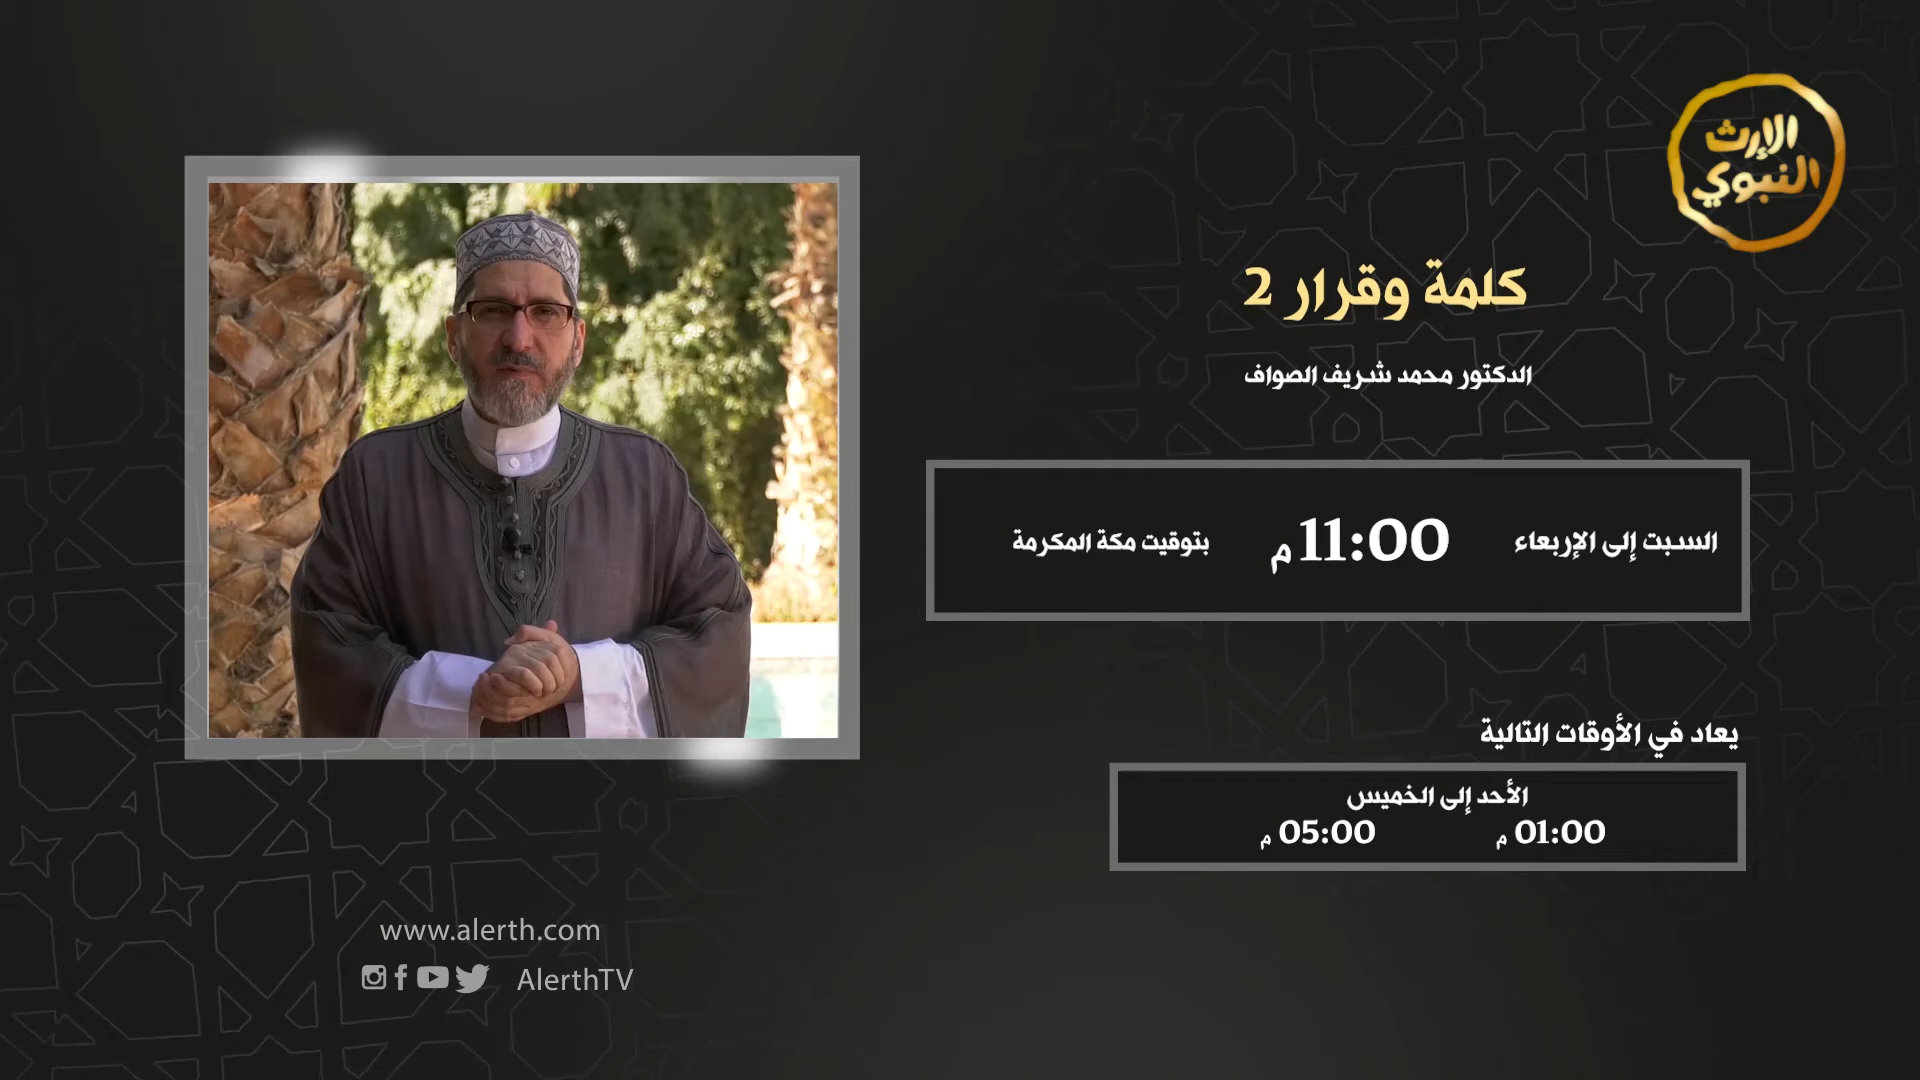 الإرث
النبوي
كلمة وقرار 2
الدكتور محمد شريف الصواف
السبت إلى الإربعاء 11:00 م بتوقيت مكة المكرمة
يعاد في الأوقات التالية
الأحد إلى الخميس
01:00 م 05:00 م
www.alerth.com
AlerthTV